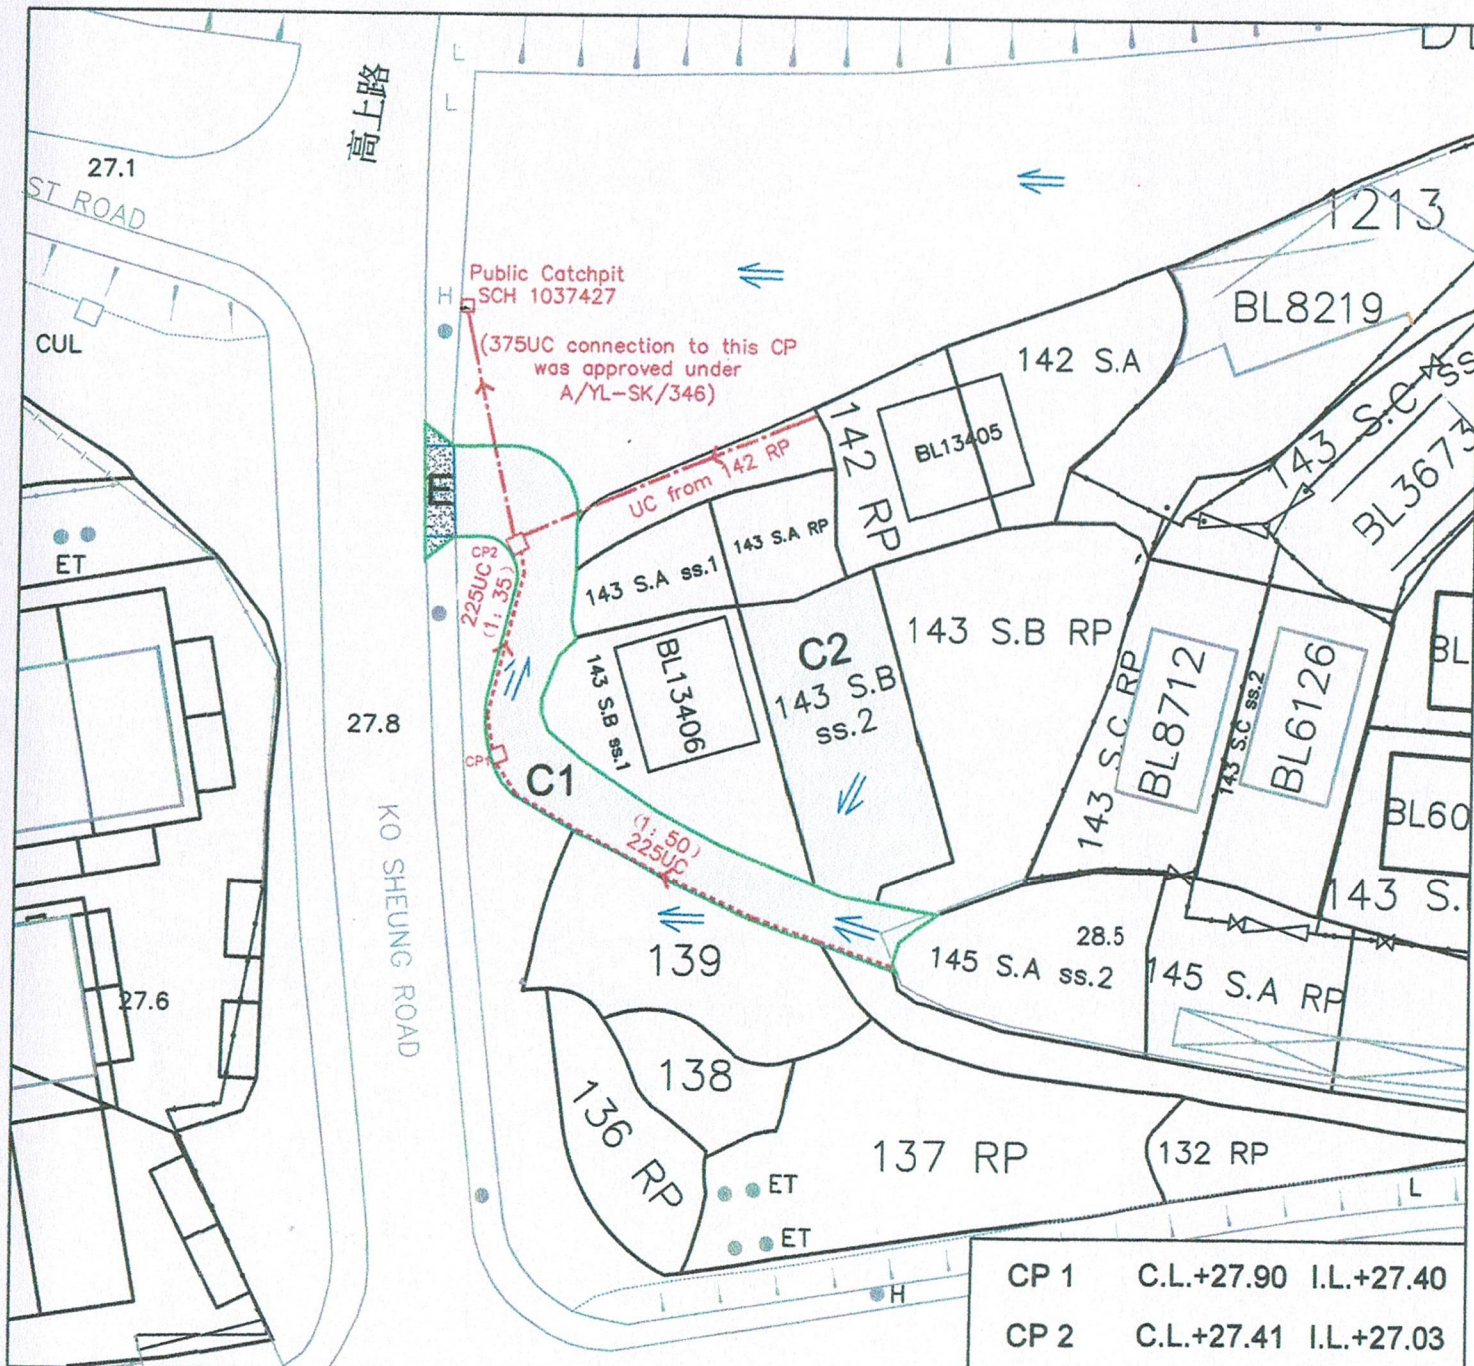 高上路
L
L
27.1
ST ROAD
1213
Public Catchpit
SCH 1037427
H
BL8219
CUL
(375UC connection to this CP
was approved under
A/YL-SK/346)
142 S.A
143 S.C
ss
BL13405
142 RP
UC from 142 RP
BL3673
E
ET
CP2
225UC
(1: 35)
143 S.A ss.1
143 S.A RP
143 S.B RP
C2
143 S.B
ss.2
BL13406
143 S.B ss.1
143 S.C RP
BL8712
143 S.C ss.2
BL6126
BL
27.8
CP1
C1
BL60
KO SHEUNG ROAD
(1: 50)
225UC
143 S.
28.5
139
145 S.A ss.2
145 S.A RP
27.6
138
136 RP
137 RP
132 RP
ET
L
ET
H
CP 1 C.L.+27.90 I.L.+27.40
CP 2 C.L.+27.41 I.L.+27.03